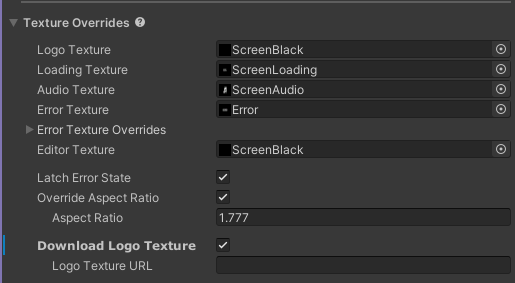 Texture Overrides ?
Logo Texture ScreenBlack
Loading Texture ScreenLoading
Audio Texture ScreenAudio
Error Texture Error
Error Texture Overrides
Editor Texture ScreenBlack
Latch Error State
Override Aspect Ratio
Aspect Ratio 1.777
Download Logo Texture
Logo Texture URL